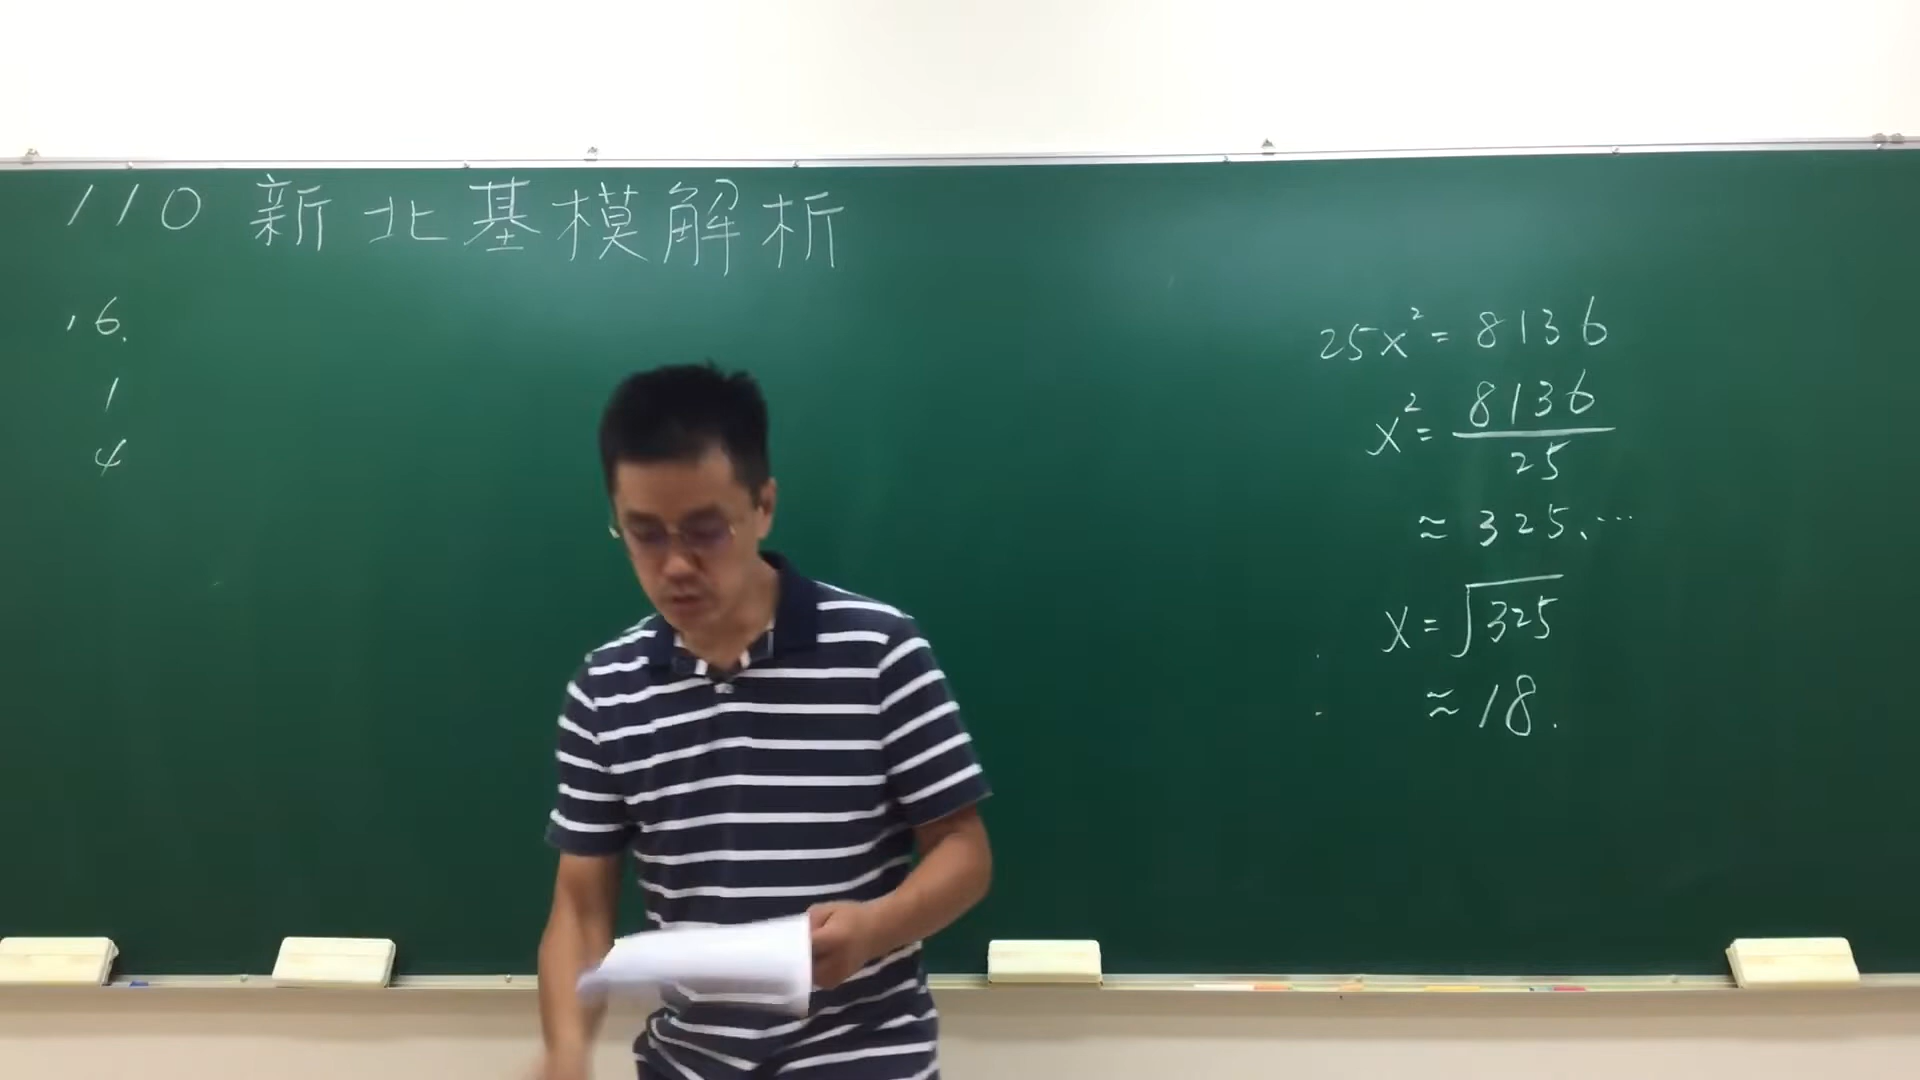 110 新北基模解析
16.
1
4
25x² = 8136
x² = 8136/25
≈ 325.…
x = √325
≈ 18.